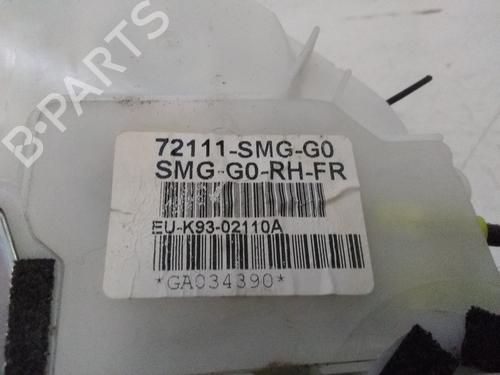 B-PARTS
72111-SMG-G0
SMG-G0-RH-FR
EU-K93-02110A
*GA034390*